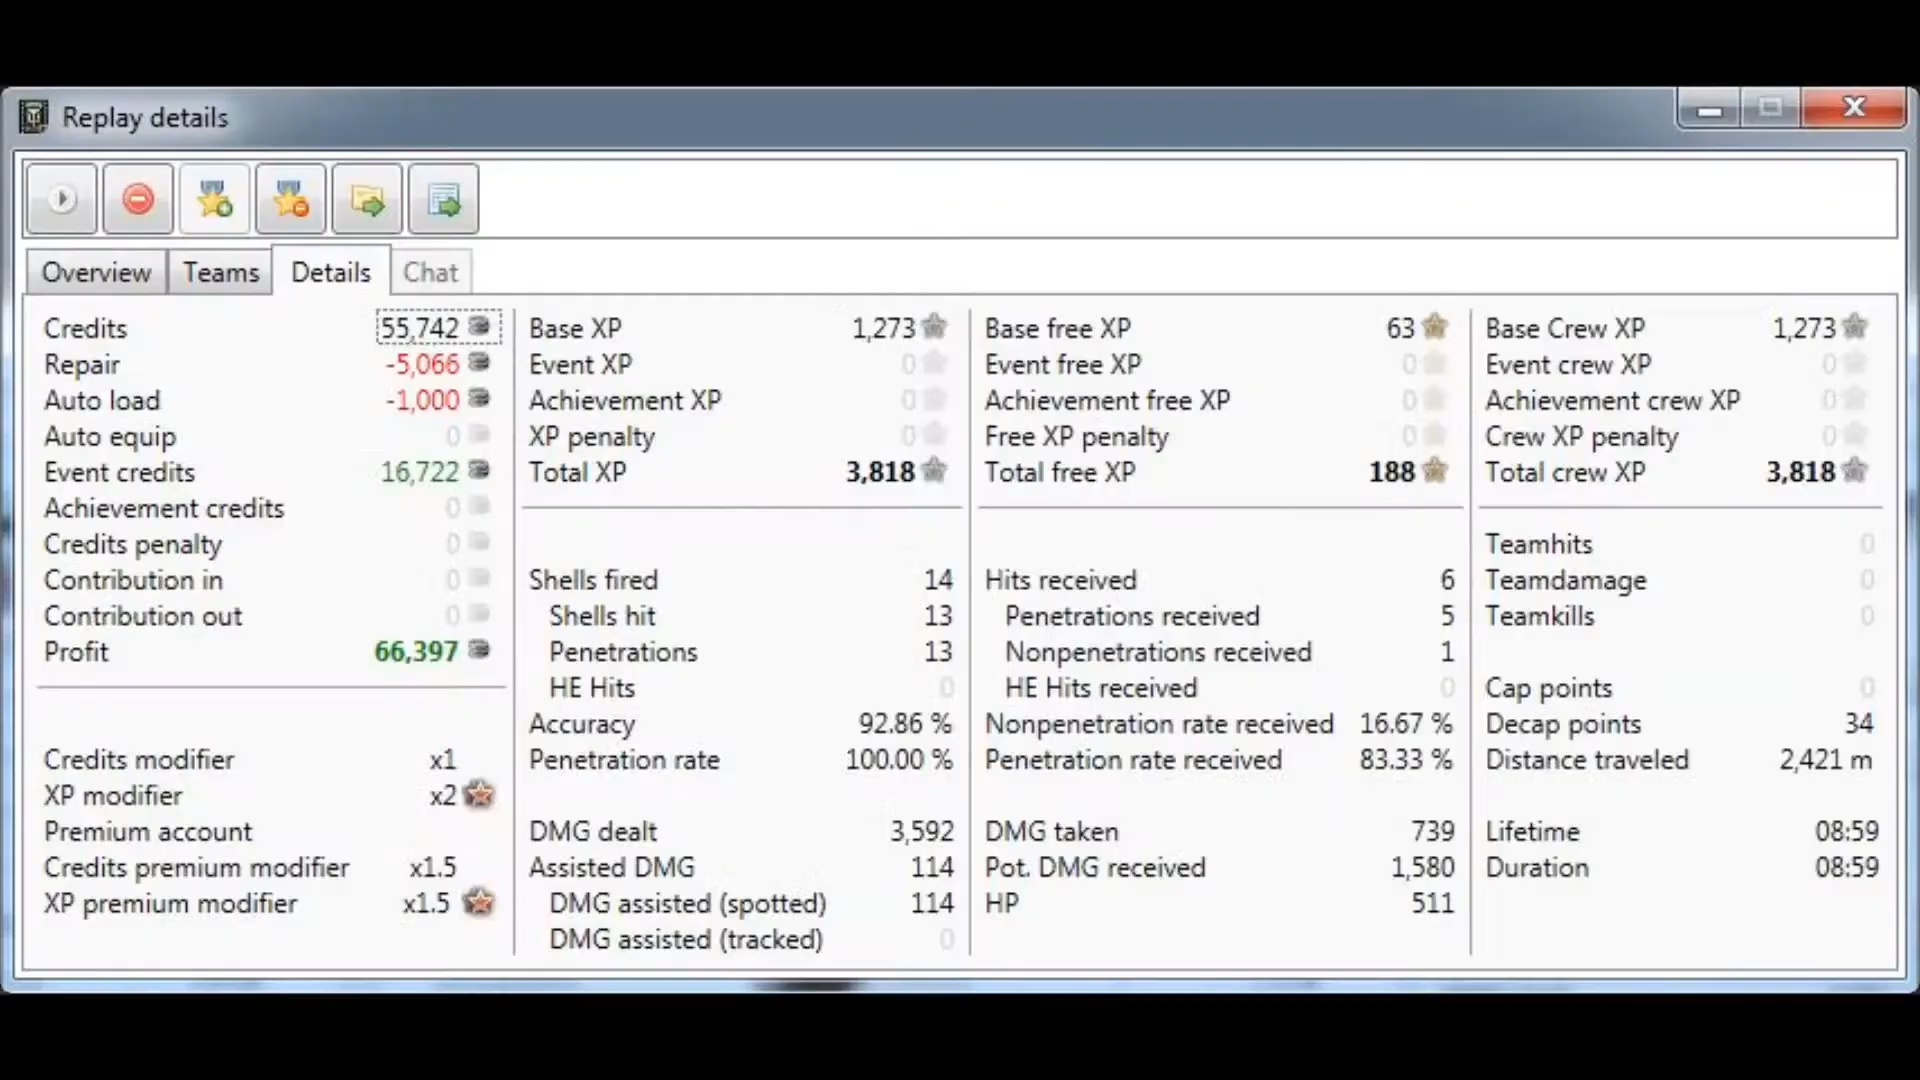 Replay details
Overview Teams Details Chat
Credits 55,742
Repair -5,066
Auto load -1,000
Auto equip 0
Event credits 16,722
Achievement credits 0
Credits penalty 0
Contribution in 0
Contribution out 0
Profit 66,397
Credits modifier x1
XP modifier x2
Premium account
Credits premium modifier x1.5
XP premium modifier x1.5
Base XP 1,273
Event XP 0
Achievement XP 0
XP penalty 0
Total XP 3,818
Shells fired 14
Shells hit 13
Penetrations 13
HE Hits 0
Accuracy 92.86 %
Penetration rate 100.00 %
DMG dealt 3,592
Assisted DMG 114
DMG assisted (spotted) 114
DMG assisted (tracked) 0
Base free XP 63
Event free XP 0
Achievement free XP 0
Free XP penalty 0
Total free XP 188
Hits received 6
Penetrations received 5
Nonpenetrations received 1
HE Hits received 0
Nonpenetration rate received 16.67 %
Penetration rate received 83.33 %
DMG taken 739
Pot. DMG received 1,580
HP 511
Base Crew XP 1,273
Event crew XP 0
Achievement crew XP 0
Crew XP penalty 0
Total crew XP 3,818
Teamhits 0
Teamdamage 0
Teamkills 0
Cap points 0
Decap points 34
Distance traveled 2,421 m
Lifetime 08:59
Duration 08:59